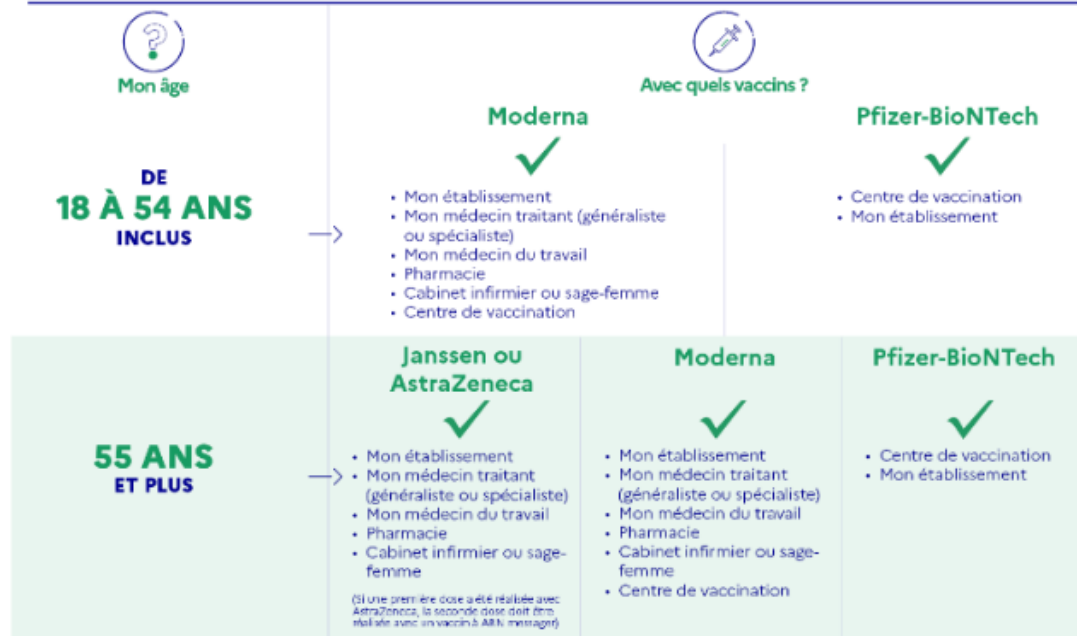 Mon âge
Avec quels vaccins ?
DE
18 À 54 ANS
INCLUS
Moderna
• Mon établissement
• Mon médecin traitant (généraliste
ou spécialiste)
• Mon médecin du travail
• Pharmacie
• Cabinet infirmier ou sage-femme
• Centre de vaccination
Pfizer-BioNTech
• Centre de vaccination
• Mon établissement
55 ANS
ET PLUS
Janssen ou
AstraZeneca
• Mon établissement
• Mon médecin traitant
(généraliste ou spécialiste)
• Mon médecin du travail
• Pharmacie
• Cabinet infirmier ou sage-
femme
(Si une première dose a été réalisée avec
AstraZeneca, la seconde dose doit être
réalisée avec un vaccin à ARN messager)
Moderna
• Mon établissement
• Mon médecin traitant
(généraliste ou spécialiste)
• Mon médecin du travail
• Pharmacie
• Cabinet infirmier ou sage-
femme
• Centre de vaccination
Pfizer-BioNTech
• Centre de vaccination
• Mon établissement